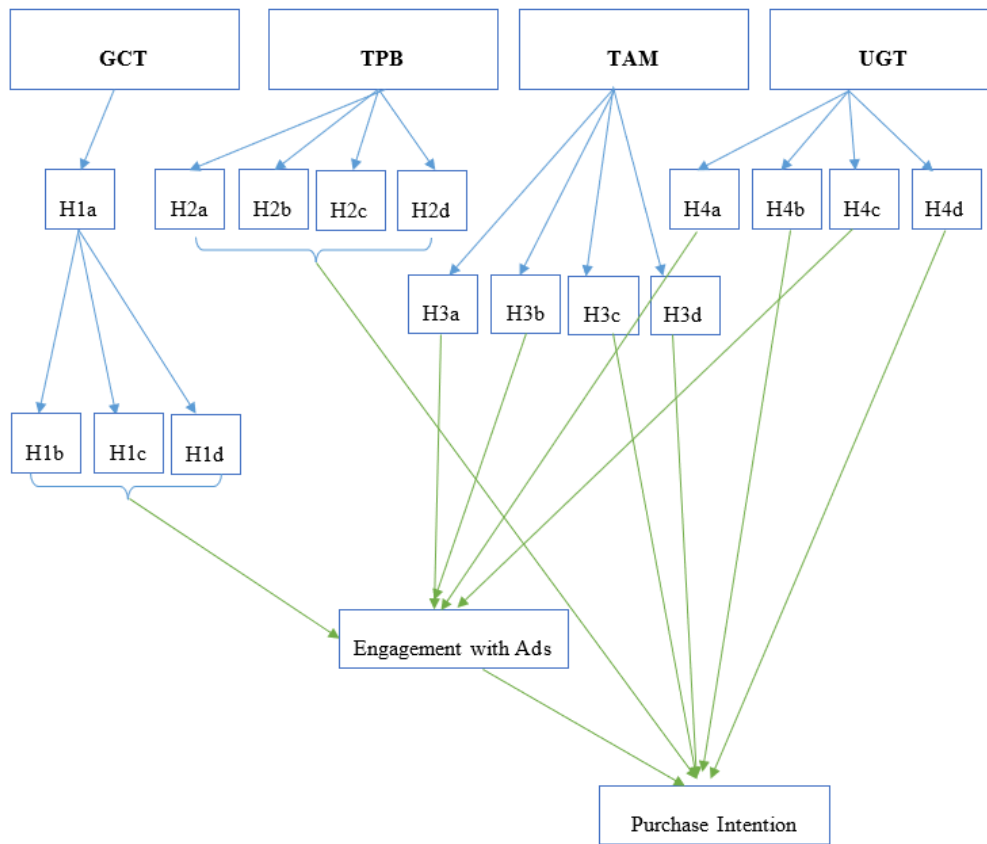 GCT
TPB
TAM
UGT
H1a
H2a
H2b
H2c
H2d
H4a
H4b
H4c
H4d
H3a
H3b
H3c
H3d
H1b
H1c
H1d
Engagement with Ads
Purchase Intention